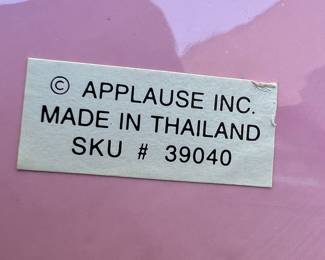 © APPLAUSE INC.
MADE IN THAILAND
SKU # 39040